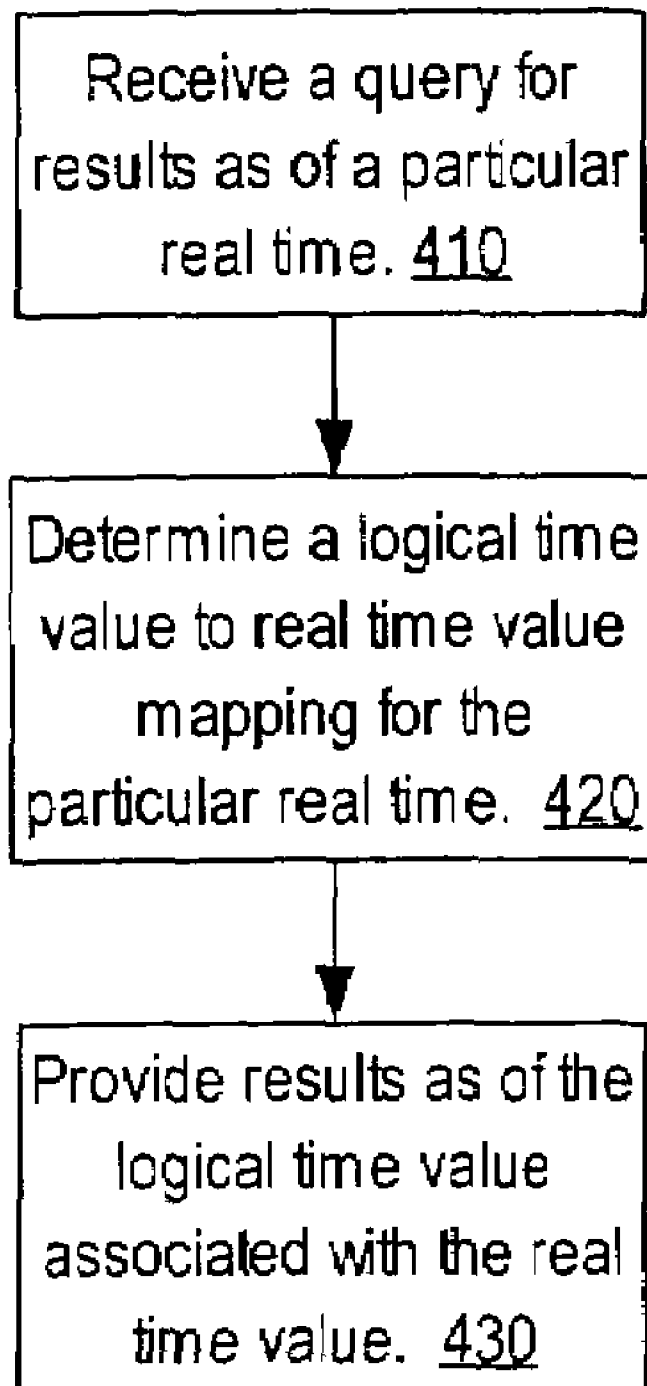 Receive a query for
results as of a particular
real time. 410
Determine a logical time
value to real time value
mapping for the
particular real time. 420
Provide results as of the
logical time value
associated with the real
time value. 430